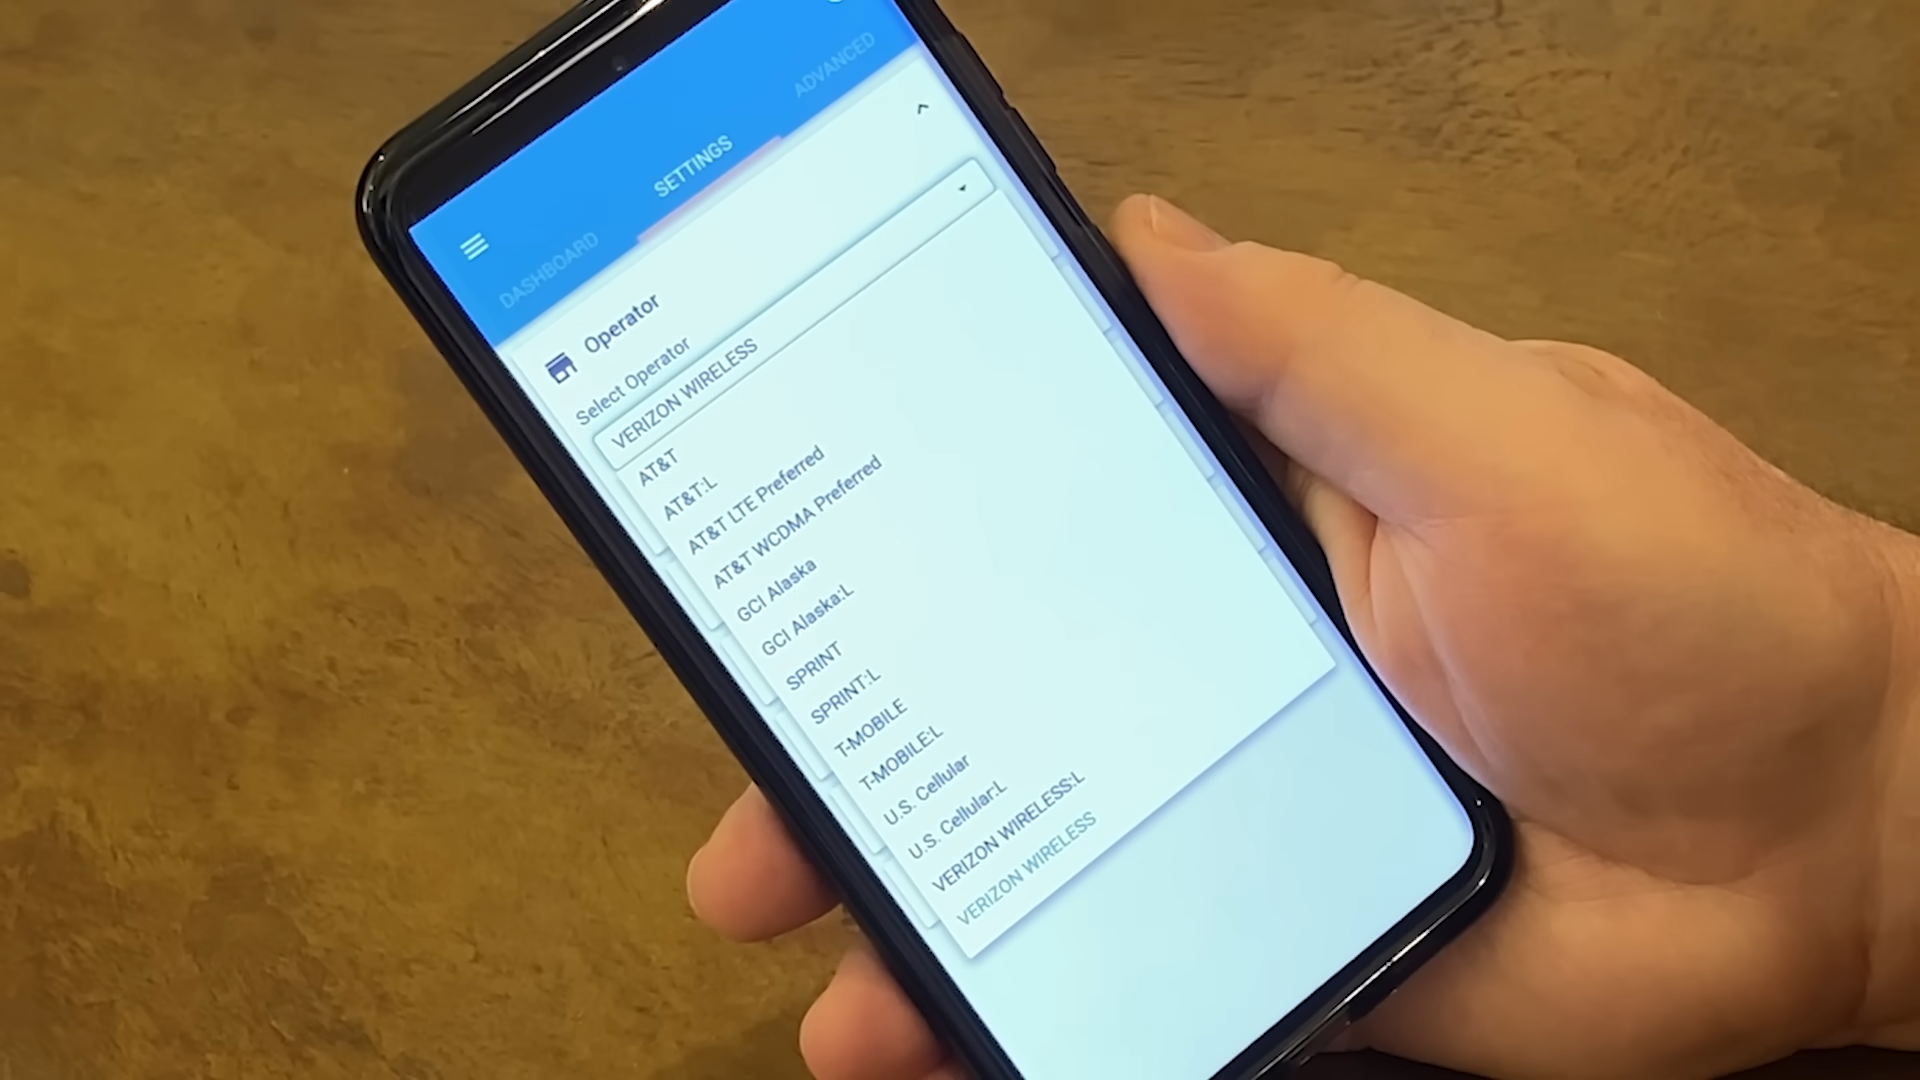 DASHBOARD
SETTINGS
ADVANCED
Operator
Select Operator
VERIZON WIRELESS
AT&T
AT&T:L
AT&T LTE Preferred
AT&T WCDMA Preferred
GCI Alaska
GCI Alaska:L
SPRINT
SPRINT:L
T-MOBILE
T-MOBILE:L
U.S. Cellular
U.S. Cellular:L
VERIZON WIRELESS:L
VERIZON WIRELESS